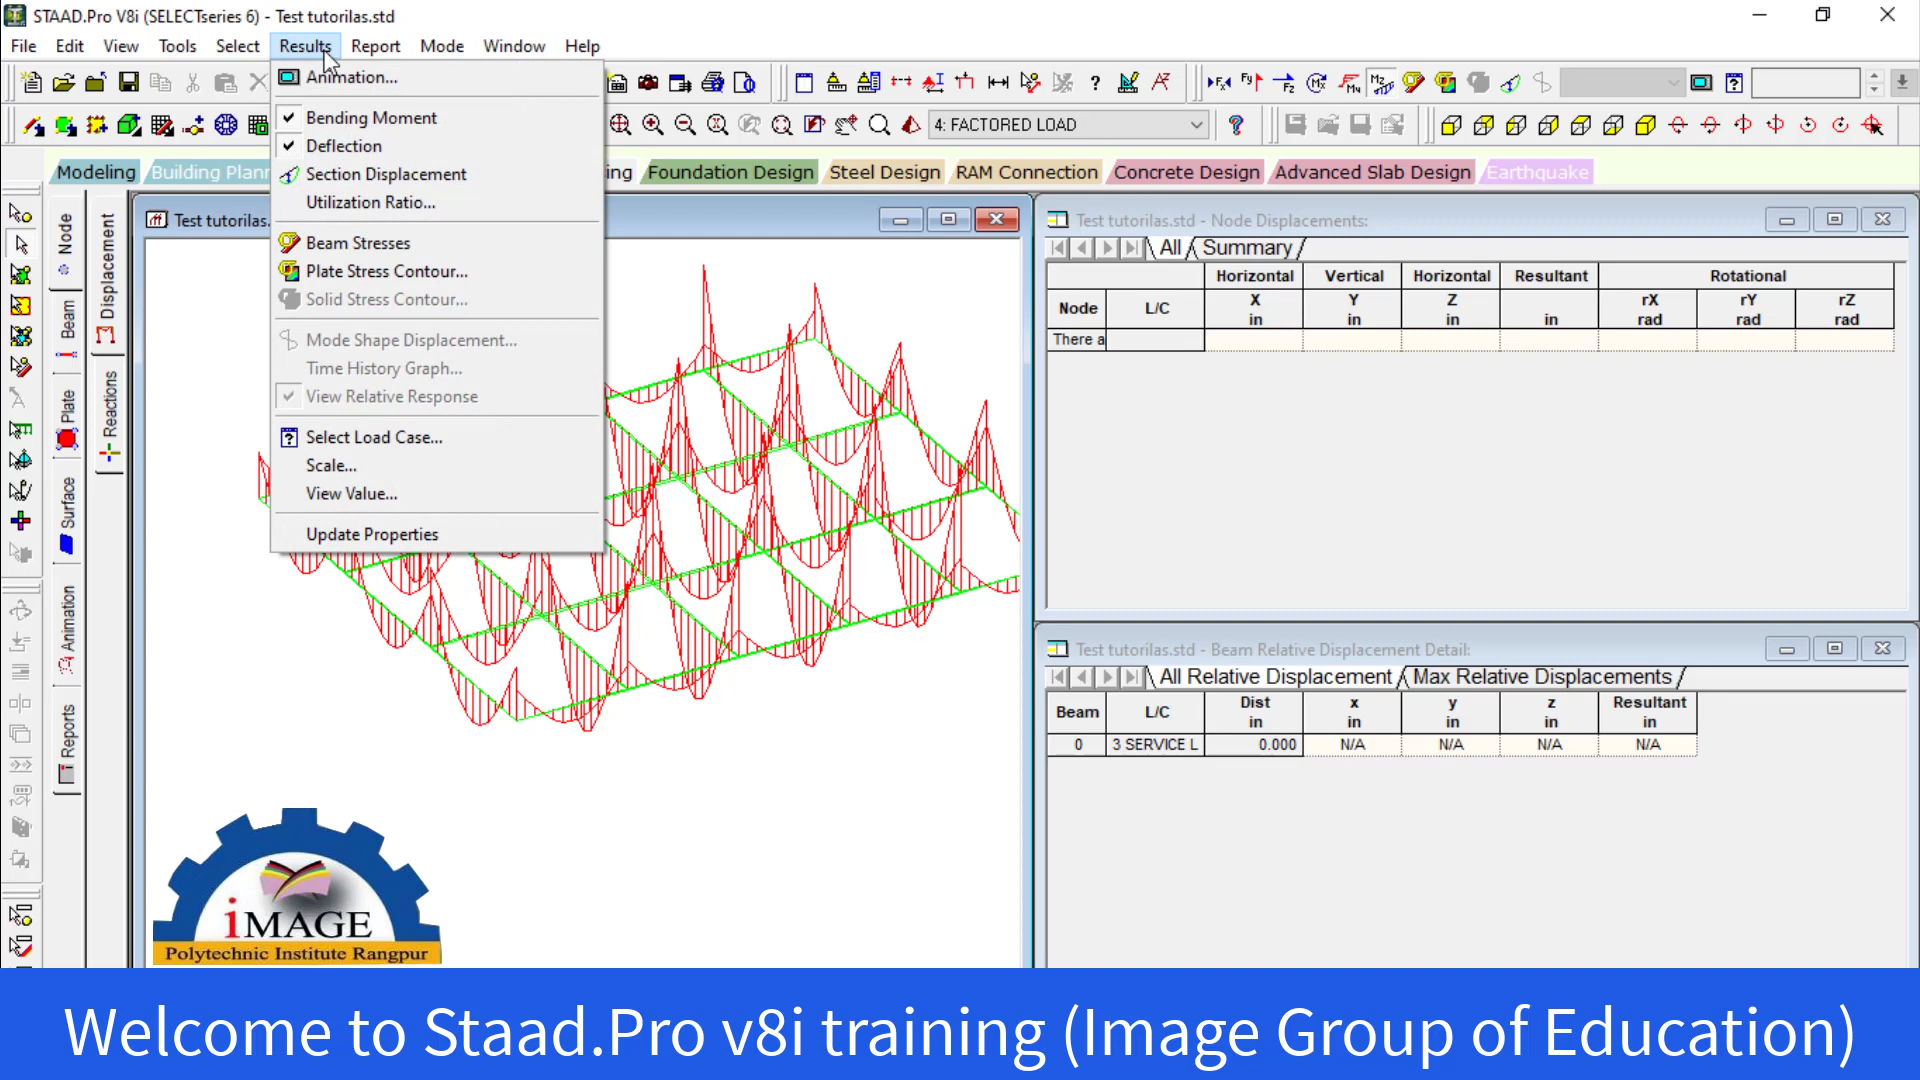 STAAD.Pro V8i (SELECTseries 6) - Test tutorilas.std
File Edit View Tools Select Results Report Mode Window Help
Animation...
Bending Moment
Deflection
Section Displacement
Utilization Ratio...
Beam Stresses
Plate Stress Contour...
Solid Stress Contour...
Mode Shape Displacement...
Time History Graph...
View Relative Response
Select Load Case...
Scale...
View Value...
Update Properties
4: FACTORED LOAD
Modeling Building Plann ing Foundation Design Steel Design RAM Connection Concrete Design Advanced Slab Design Earthquake
Node
Beam
Plate
Surface
Animation
Reports
Displacement
Reactions
Test tutorilas.
Test tutorilas.std - Node Displacements:
All Summary
Horizontal Vertical Horizontal Resultant Rotational
Node L/C X in Y in Z in in rX rad rY rad rZ rad
There a
Test tutorilas.std - Beam Relative Displacement Detail:
All Relative Displacement Max Relative Displacements
Beam L/C Dist in x in y in z in Resultant in
0 3 SERVICE L 0.000 N/A N/A N/A N/A
iMAGE
Polytechnic Institute Rangpur
Welcome to Staad.Pro v8i training (Image Group of Education)